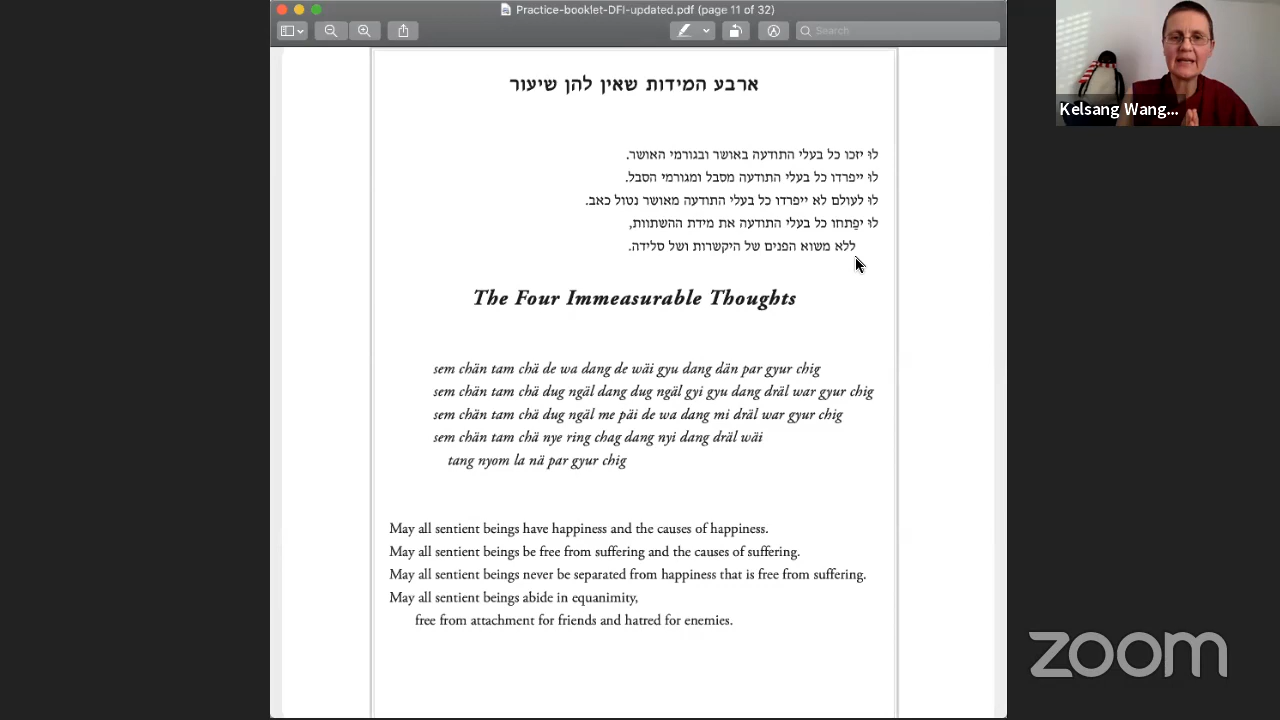 Practice-booklet-DFI-updated.pdf (page 11 of 32)
Search
ארבע המידות שאין להן שיעור
לוּ יזכו כל בעלי התודעה באושר ובגורמי האושר.
לוּ ייפרדו כל בעלי התודעה מסבל ומגורמי הסבל.
לוּ לעולם לא ייפרדו כל בעלי התודעה מאושר נטול כאב.
לוּ יפַתחו כל בעלי התודעה את מידת ההשתוות,
ללא משוא הפנים של היקשרות ושל סלידה.
The Four Immeasurable Thoughts
sem chän tam chä de wa dang de wäi gyu dang dän par gyur chig
sem chän tam chä dug ngäl dang dug ngäl gyi gyu dang dräl war gyur chig
sem chän tam chä dug ngäl me päi de wa dang mi dräl war gyur chig
sem chän tam chä nye ring chag dang nyi dang dräl wäi
tang nyom la nä par gyur chig
May all sentient beings have happiness and the causes of happiness.
May all sentient beings be free from suffering and the causes of suffering.
May all sentient beings never be separated from happiness that is free from suffering.
May all sentient beings abide in equanimity,
free from attachment for friends and hatred for enemies.
Kelsang Wang...
zoom